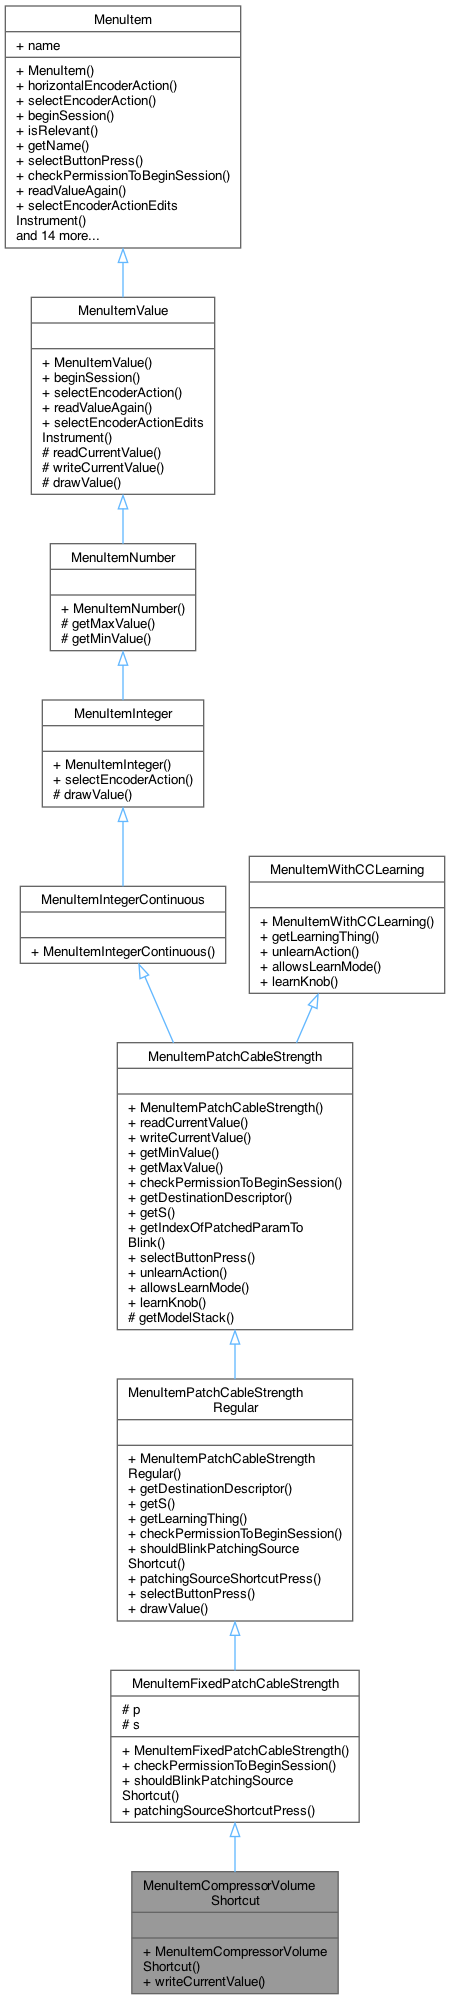 MenuItem
+ name
+ MenuItem()
+ horizontalEncoderAction()
+ selectEncoderAction()
+ beginSession()
+ isRelevant()
+ getName()
+ selectButtonPress()
+ checkPermissionToBeginSession()
+ readValueAgain()
+ selectEncoderActionEdits
Instrument()
and 14 more...
MenuItemValue
+ MenuItemValue()
+ beginSession()
+ selectEncoderAction()
+ readValueAgain()
+ selectEncoderActionEdits
Instrument()
# readCurrentValue()
# writeCurrentValue()
# drawValue()
MenuItemNumber
+ MenuItemNumber()
# getMaxValue()
# getMinValue()
MenuItemInteger
+ MenuItemInteger()
+ selectEncoderAction()
# drawValue()
MenuItemIntegerContinuous
+ MenuItemIntegerContinuous()
MenuItemWithCCLearning
+ MenuItemWithCCLearning()
+ getLearningThing()
+ unlearnAction()
+ allowsLearnMode()
+ learnKnob()
MenuItemPatchCableStrength
+ MenuItemPatchCableStrength()
+ readCurrentValue()
+ writeCurrentValue()
+ getMinValue()
+ getMaxValue()
+ checkPermissionToBeginSession()
+ getDestinationDescriptor()
+ getS()
+ getIndexOfPatchedParamTo
Blink()
+ selectButtonPress()
+ unlearnAction()
+ allowsLearnMode()
+ learnKnob()
# getModelStack()
MenuItemPatchCableStrength
Regular
+ MenuItemPatchCableStrength
Regular()
+ getDestinationDescriptor()
+ getS()
+ getLearningThing()
+ checkPermissionToBeginSession()
+ shouldBlinkPatchingSource
Shortcut()
+ patchingSourceShortcutPress()
+ selectButtonPress()
+ drawValue()
MenuItemFixedPatchCableStrength
# p
# s
+ MenuItemFixedPatchCableStrength()
+ checkPermissionToBeginSession()
+ shouldBlinkPatchingSource
Shortcut()
+ patchingSourceShortcutPress()
MenuItemCompressorVolume
Shortcut
+ MenuItemCompressorVolume
Shortcut()
+ writeCurrentValue()